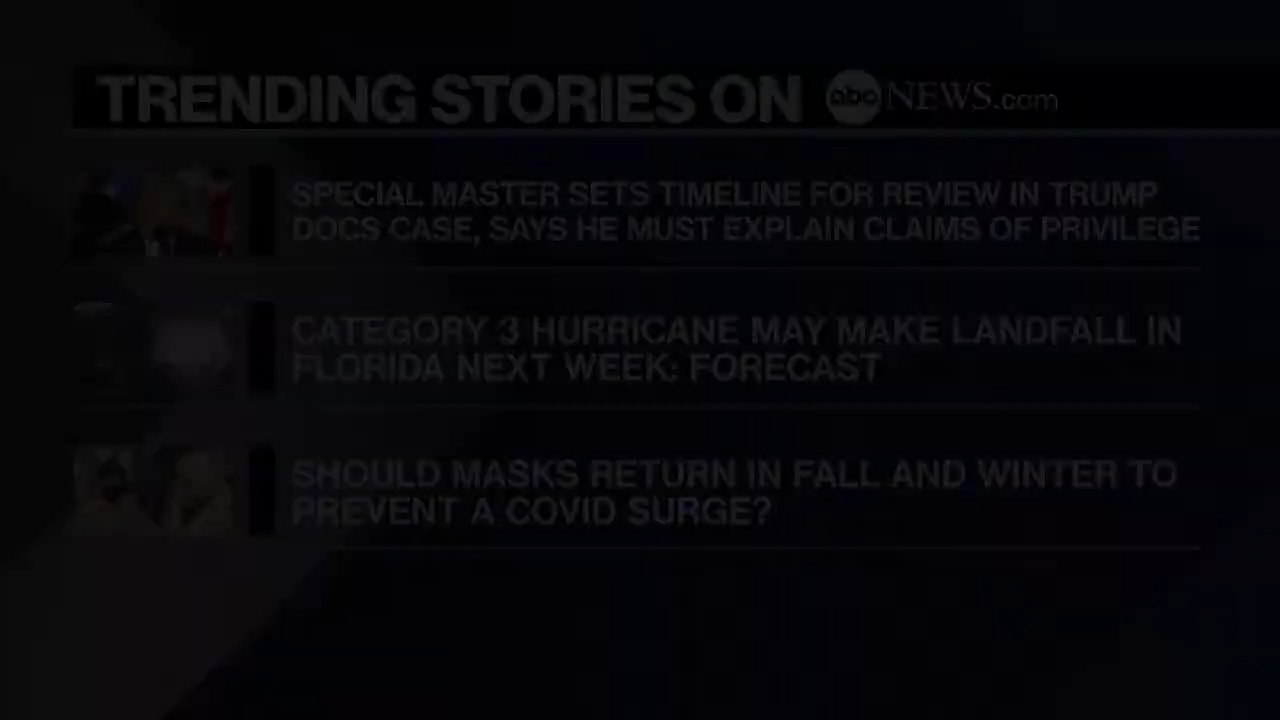 TRENDING STORIES ON abc NEWS.com
SPECIAL MASTER SETS TIMELINE FOR REVIEW IN TRUMP
DOCS CASE, SAYS HE MUST EXPLAIN CLAIMS OF PRIVILEGE
CATEGORY 3 HURRICANE MAY MAKE LANDFALL IN
FLORIDA NEXT WEEK: FORECAST
SHOULD MASKS RETURN IN FALL AND WINTER TO
PREVENT A COVID SURGE?